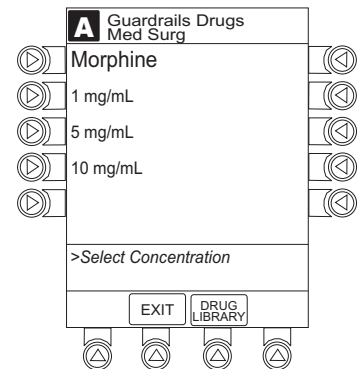 A Guardrails Drugs
Med Surg
Morphine
1 mg/mL
5 mg/mL
10 mg/mL
>Select Concentration
EXIT
DRUG
LIBRARY